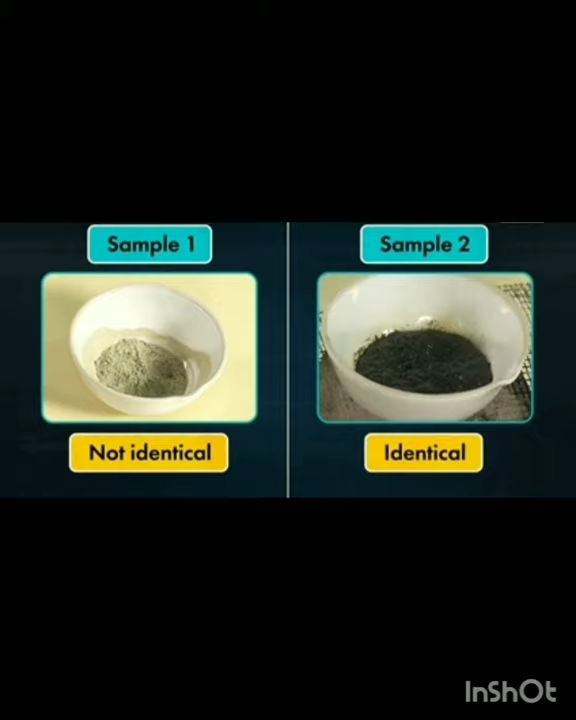 Sample 1
Sample 2
Not identical
Identical
InShOt